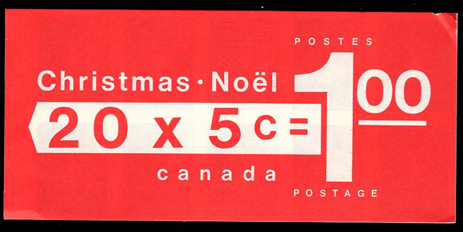 POSTES
Christmas • Noël
20 x 5c = 1.00
canada
POSTAGE